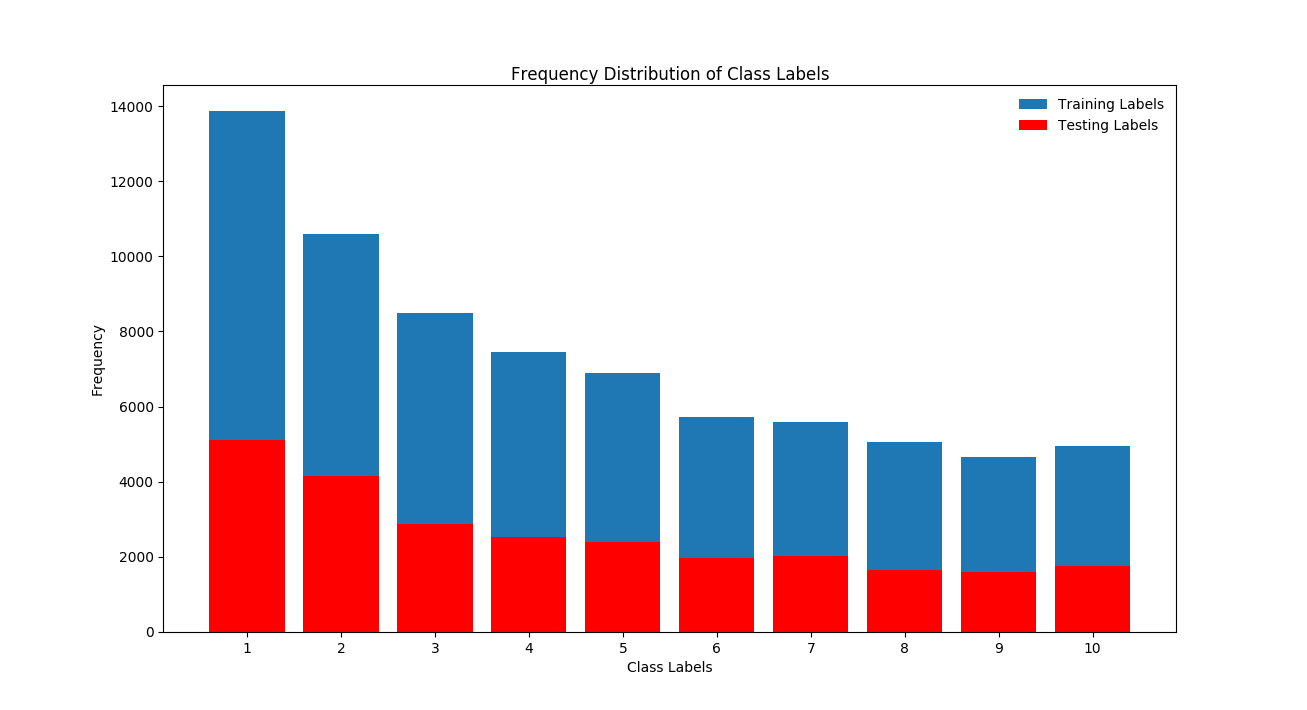 Frequency Distribution of Class Labels
Training Labels
Testing Labels
14000
12000
10000
8000
6000
4000
2000
0
Frequency
1 2 3 4 5 6 7 8 9 10
Class Labels